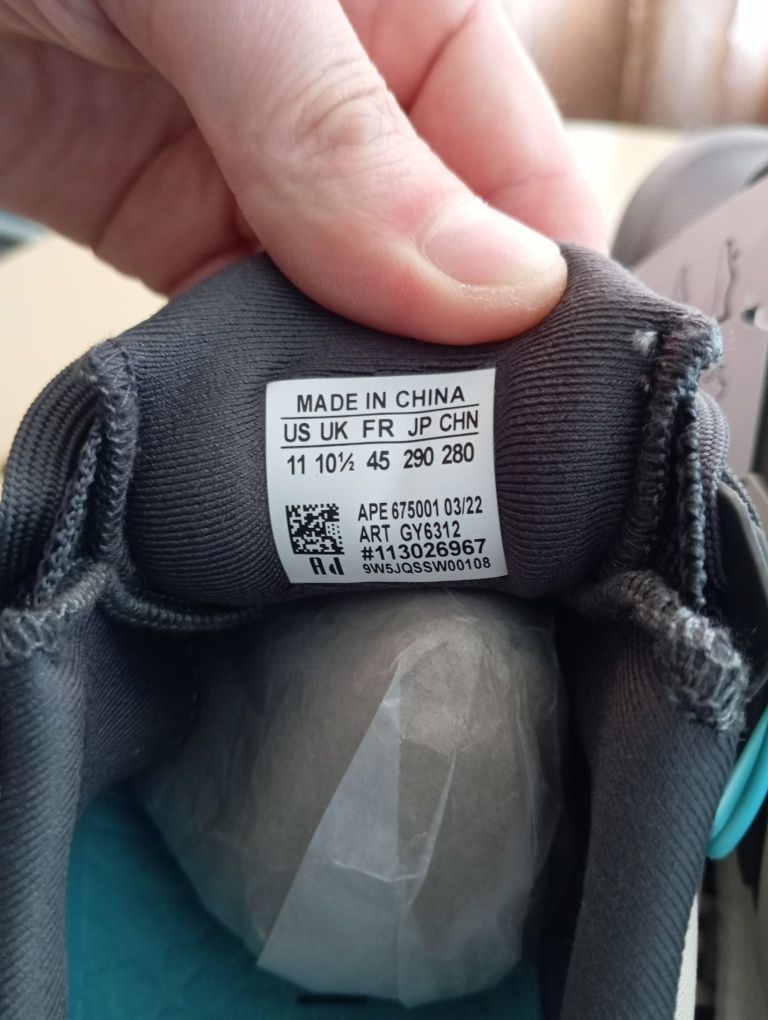 MADE IN CHINA
US UK FR JP CHN
11 10½ 45 290 280
APE 675001 03/22
ART GY6312
#113026967
9W5JQSSW00108